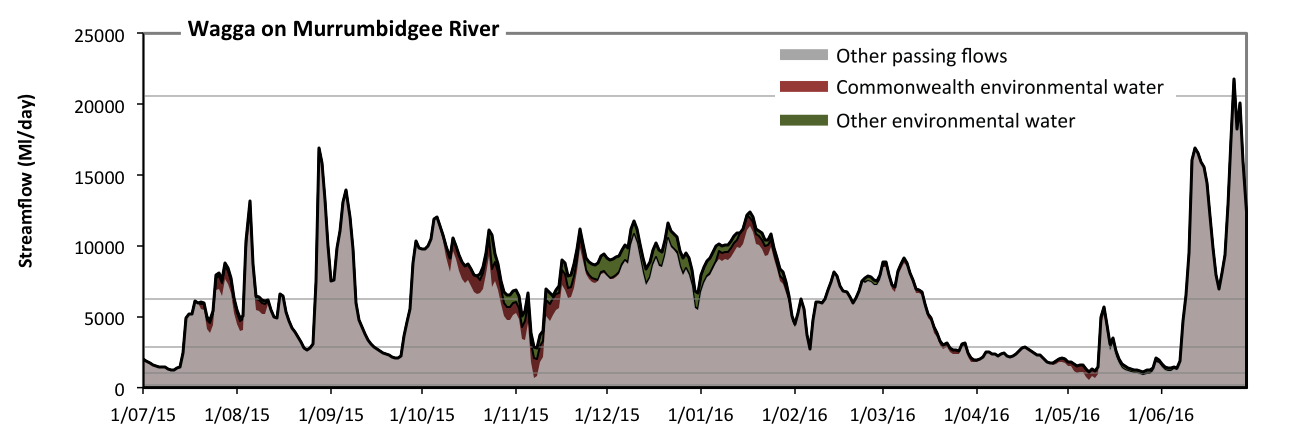 Wagga on Murrumbidgee River
Streamflow (Ml/day)
25000
20000
15000
10000
5000
0
Other passing flows
Commonwealth environmental water
Other environmental water
1/07/15 1/08/15 1/09/15 1/10/15 1/11/15 1/12/15 1/01/16 1/02/16 1/03/16 1/04/16 1/05/16 1/06/16